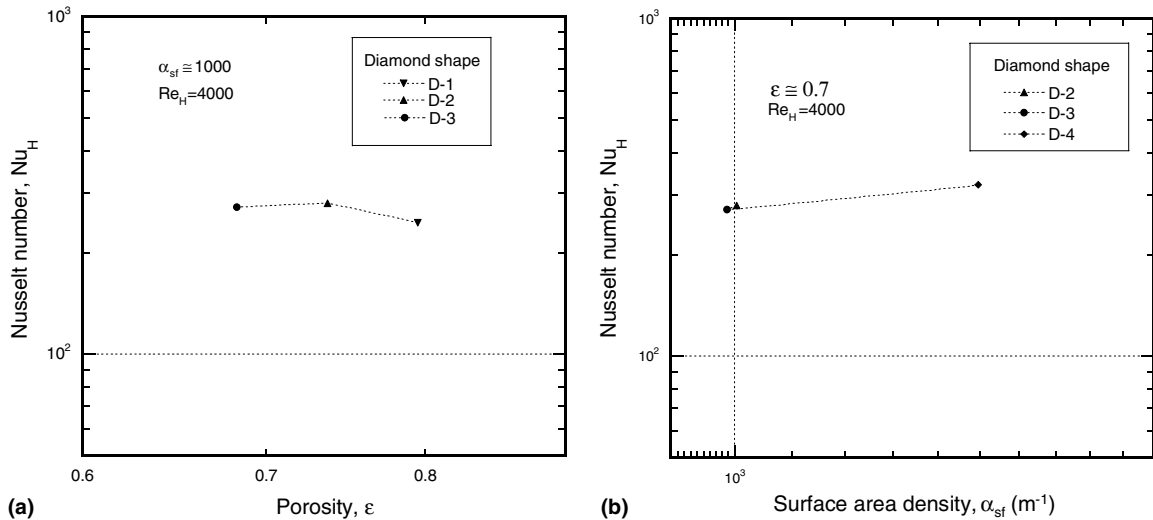 10³
α_sf ≅ 1000
Re_H=4000
Diamond shape
D-1
D-2
D-3
Nusselt number, Nu_H
10²
0.6
0.7
0.8
(a)
Porosity, ε
10³
ε ≅ 0.7
Re_H=4000
Diamond shape
D-2
D-3
D-4
Nusselt number, Nu_H
10²
10³
(b)
Surface area density, α_sf (m⁻¹)